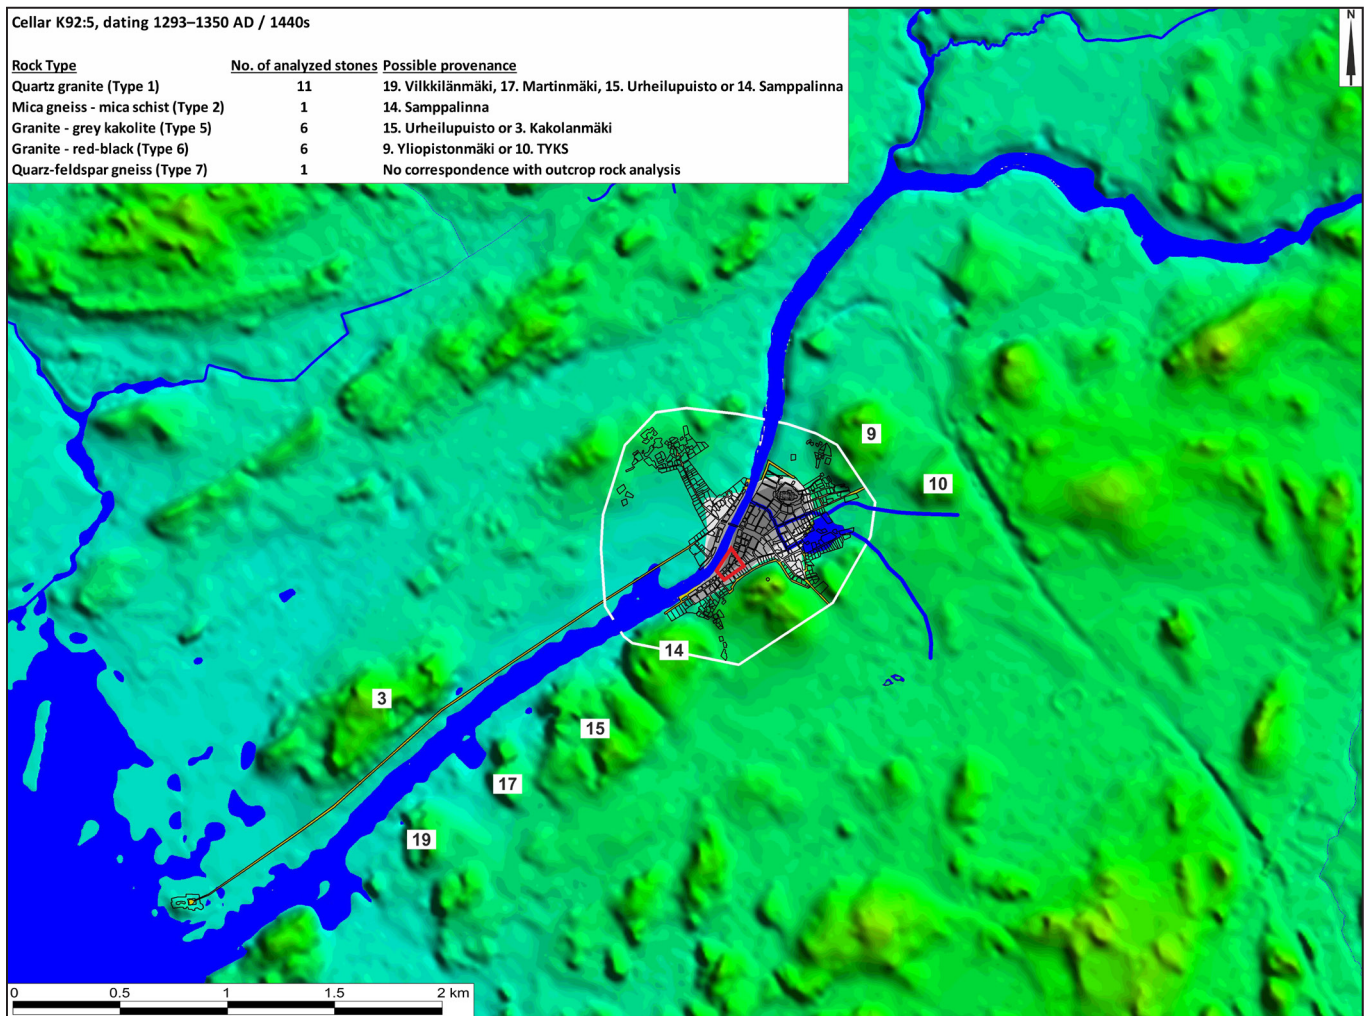 Cellar K92:5, dating 1293–1350 AD / 1440s
Rock Type No. of analyzed stones Possible provenance
Quartz granite (Type 1) 11 19. Vilkkilänmäki, 17. Martinmäki, 15. Urheilupuisto or 14. Samppalinna
Mica gneiss - mica schist (Type 2) 1 14. Samppalinna
Granite - grey kakolite (Type 5) 6 15. Urheilupuisto or 3. Kakolanmäki
Granite - red-black (Type 6) 6 9. Yliopistonmäki or 10. TYKS
Quarz-feldspar gneiss (Type 7) 1 No correspondence with outcrop rock analysis
N
9
10
14
3
15
17
19
0 0.5 1 1.5 2 km